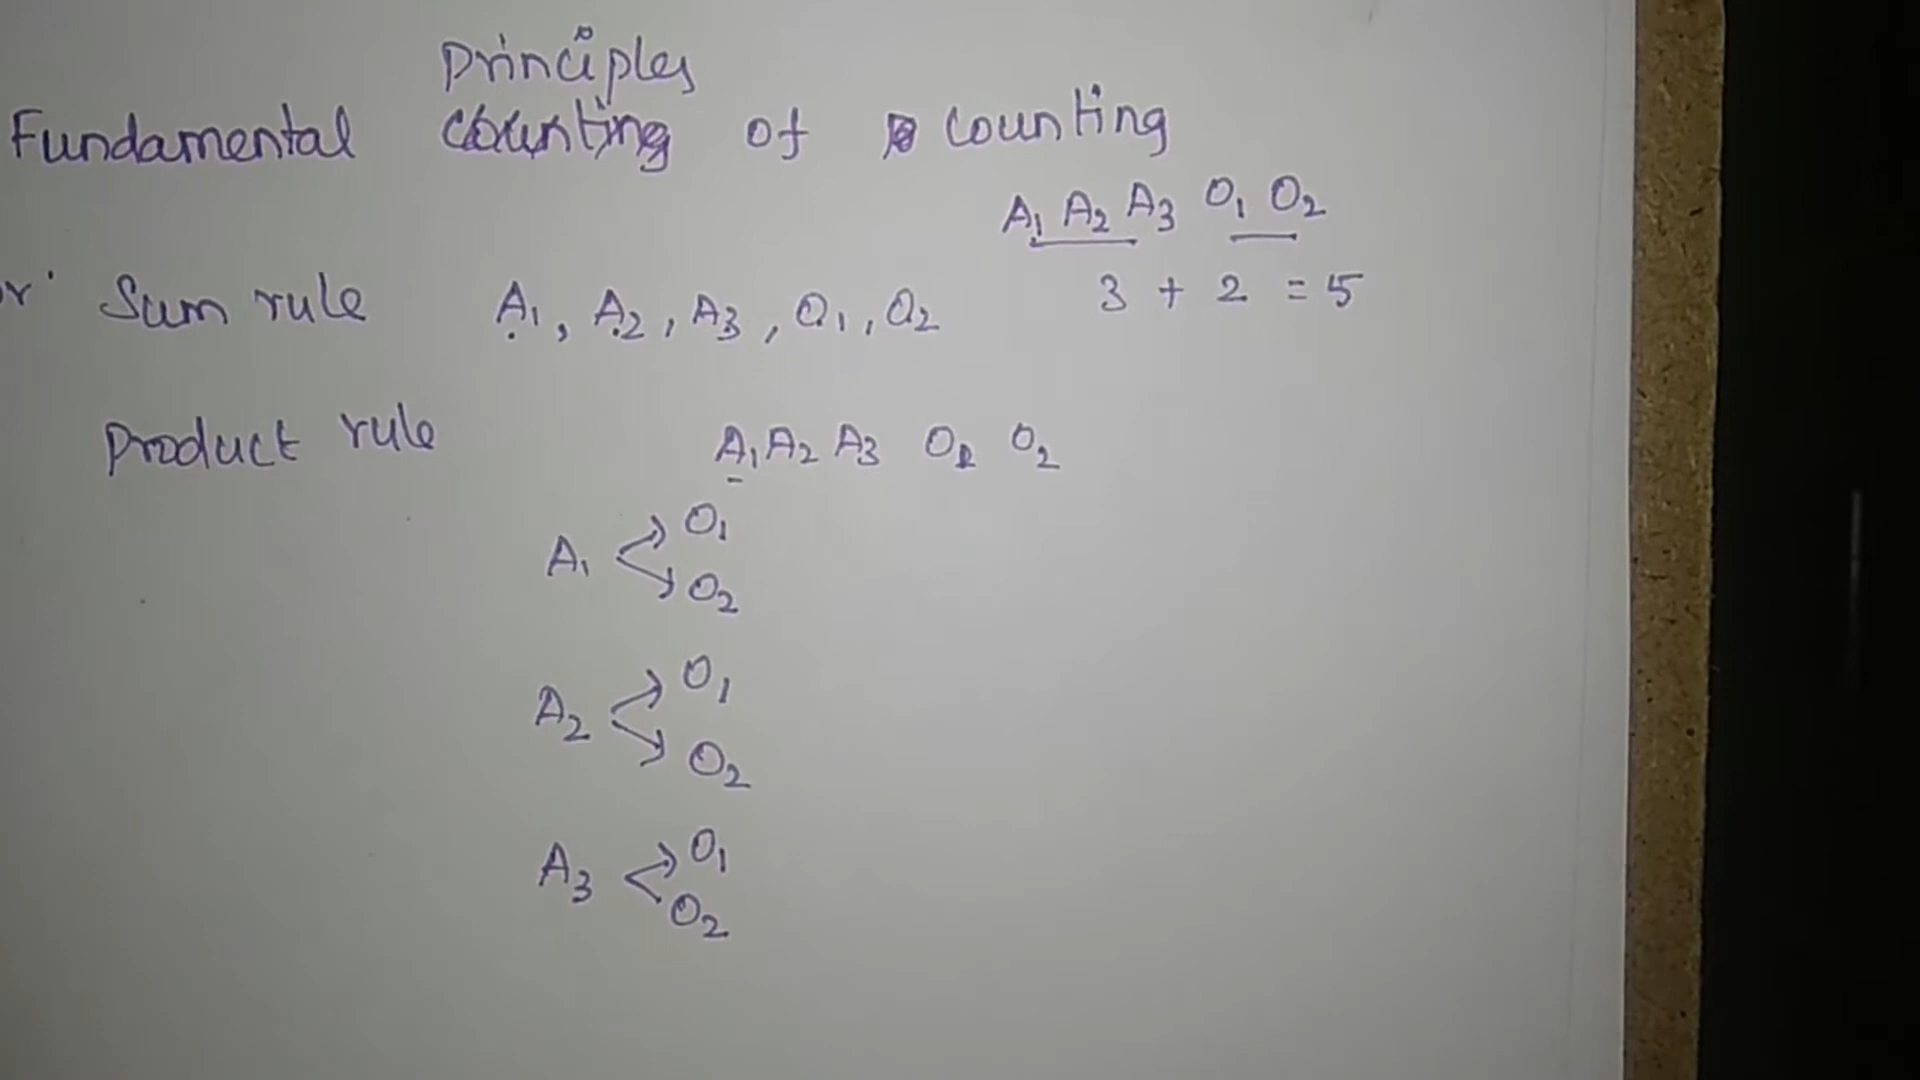 Principles
Fundamental counting of counting
A1 A2 A3 O1 O2
3 + 2 = 5
or' Sum rule A1, A2, A3, O1, O2
Product rule A1 A2 A3 O1 O2
A1 O1
O2
A2 O1
O2
A3 O1
O2